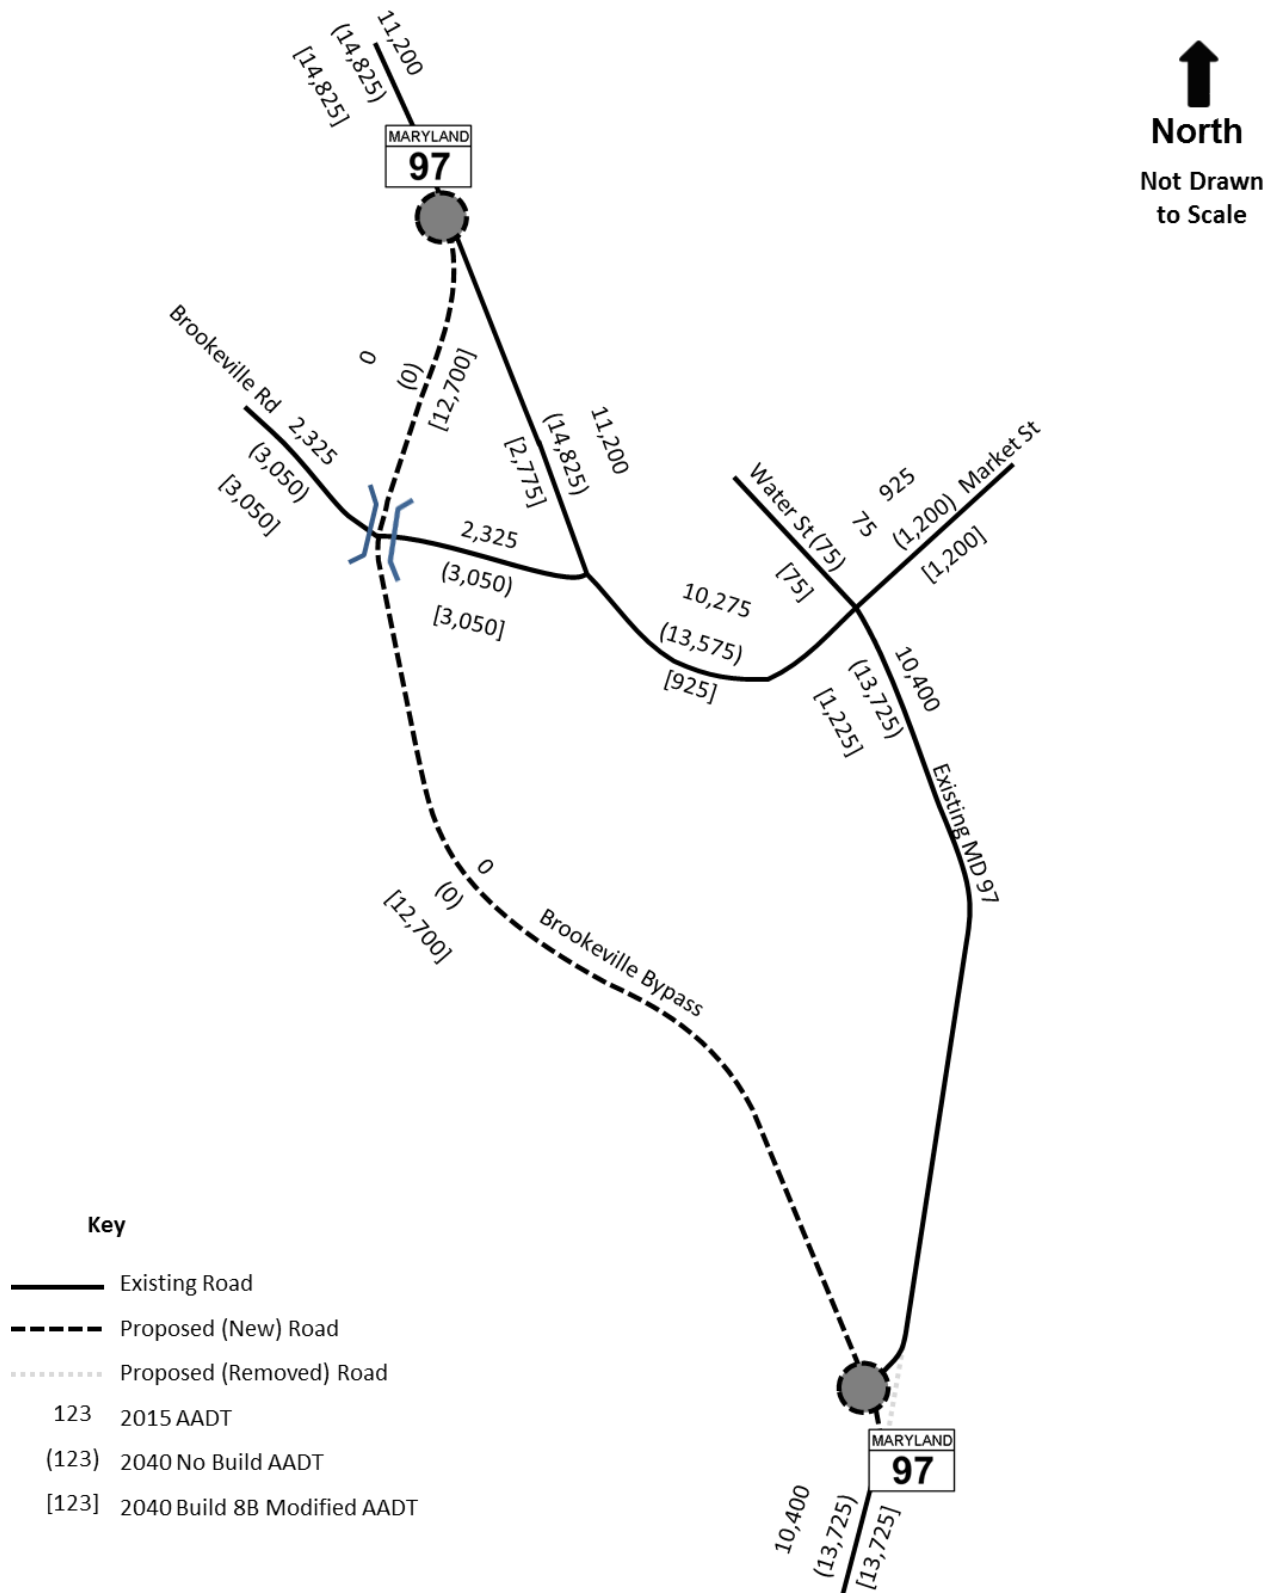 11,200
(14,825)
[14,825]
MARYLAND
97
North
Not Drawn
to Scale
Brookeville Rd
2,325
(3,050)
[3,050]
0
(0)
[12,700]
11,200
(14,825)
[2,775]
2,325
(3,050)
[3,050]
10,275
(13,575)
[925]
Water St (75)
75
[75]
925
(1,200) Market St
[1,200]
10,400
(13,725)
[1,225]
Existing MD 97
0
(0)
[12,700]
Brookeville Bypass
Key
Existing Road
Proposed (New) Road
Proposed (Removed) Road
123 2015 AADT
(123) 2040 No Build AADT
[123] 2040 Build 8B Modified AADT
MARYLAND
97
10,400
(13,725)
[13,725]